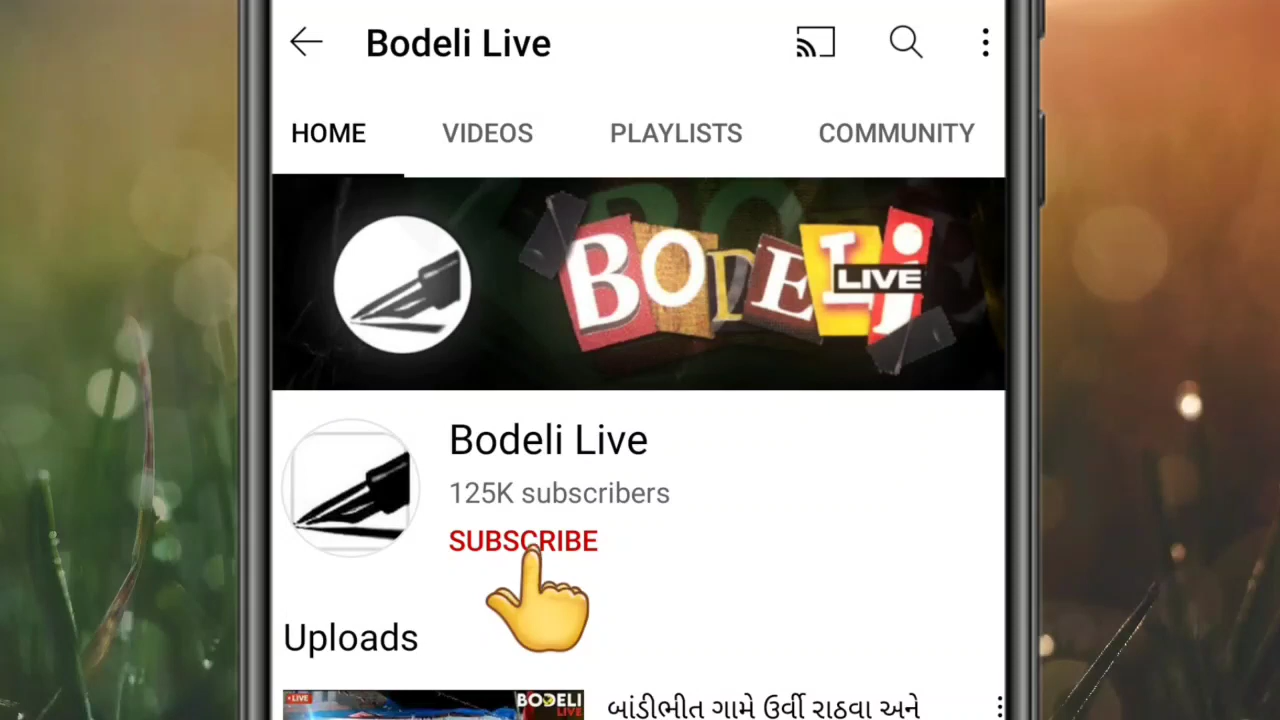 Bodeli Live
HOME VIDEOS PLAYLISTS COMMUNITY
BODELI
LIVE
Bodeli Live
125K subscribers
SUBSCRIBE
Uploads
LIVE
BODELI
LIVE
બાંડીભીત ગામે ઉર્વી રાઠવા અને